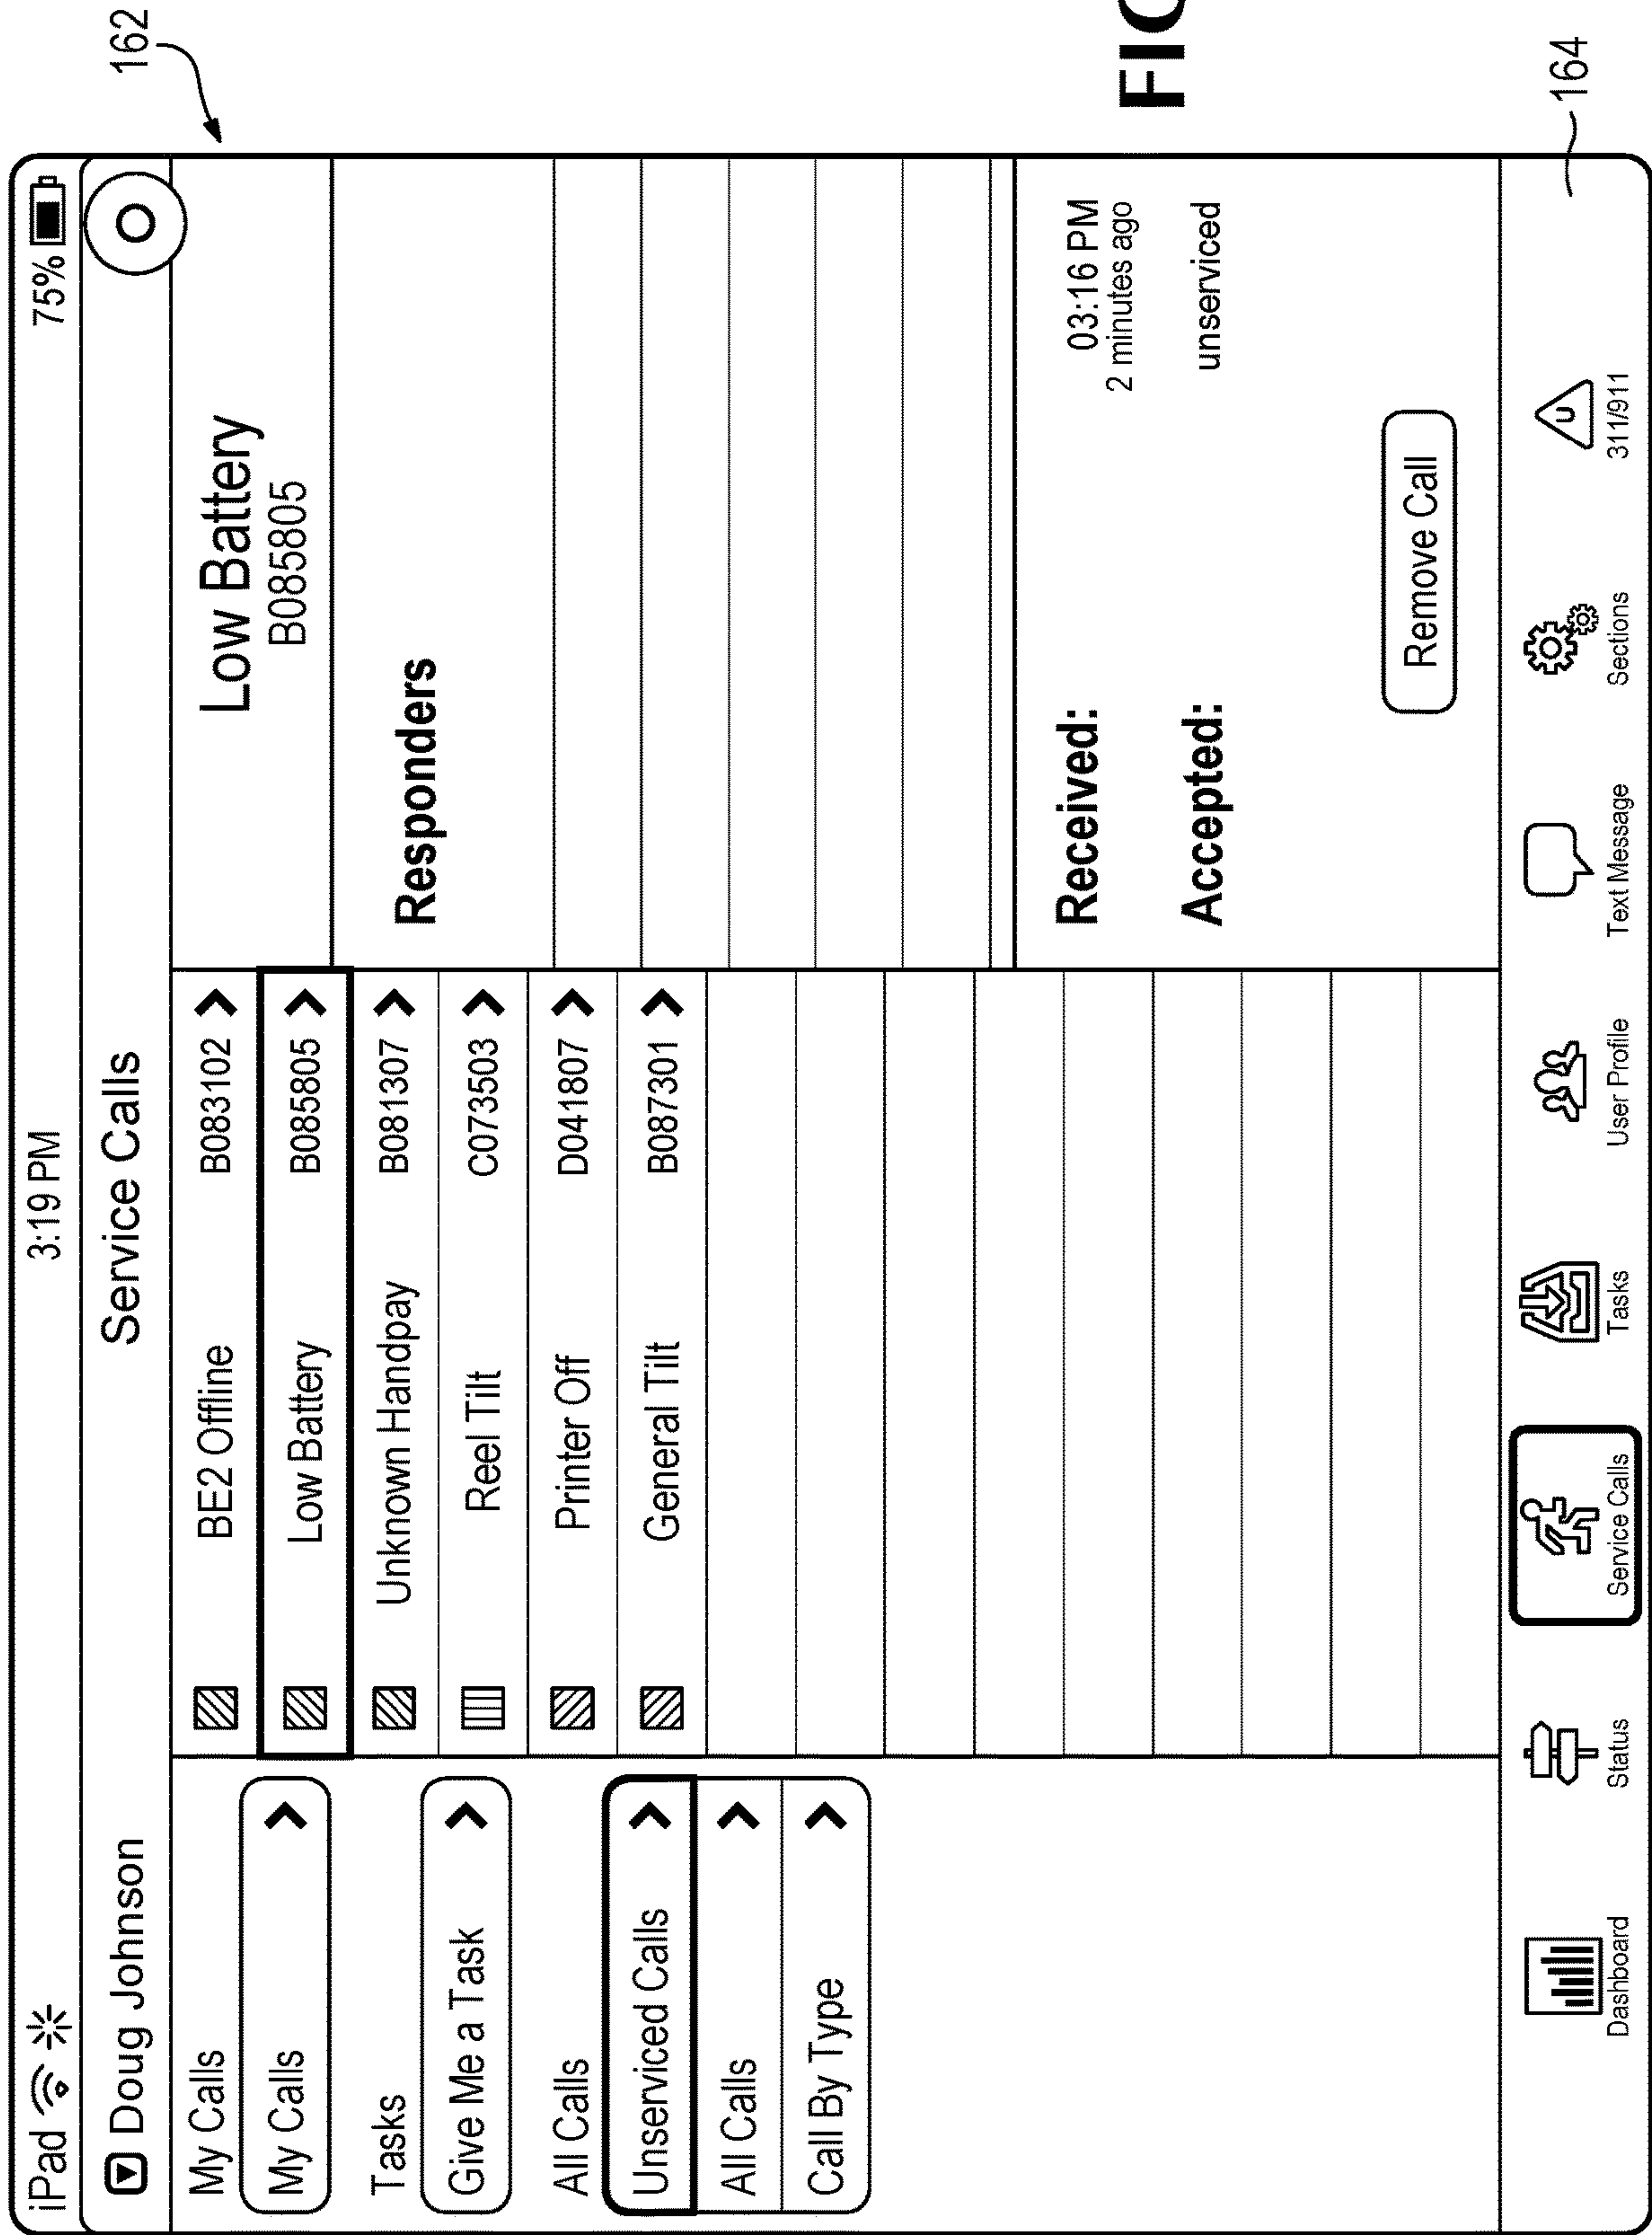 iPad 3:19 PM 75%
Doug Johnson Service Calls
My Calls
My Calls
Tasks
Give Me a Task
All Calls
Unserviced Calls
All Calls
Call By Type
BE2 Offline B083102
Low Battery B085805
Unknown Handpay B081307
Reel Tilt C073503
Printer Off D041807
General Tilt B087301
Low Battery
B085805
Responders
Received: 03:16 PM
2 minutes ago
Accepted: unserviced
Remove Call
Dashboard
Status
Service Calls
Tasks
User Profile
Text Message
Sections
311/911
162
164